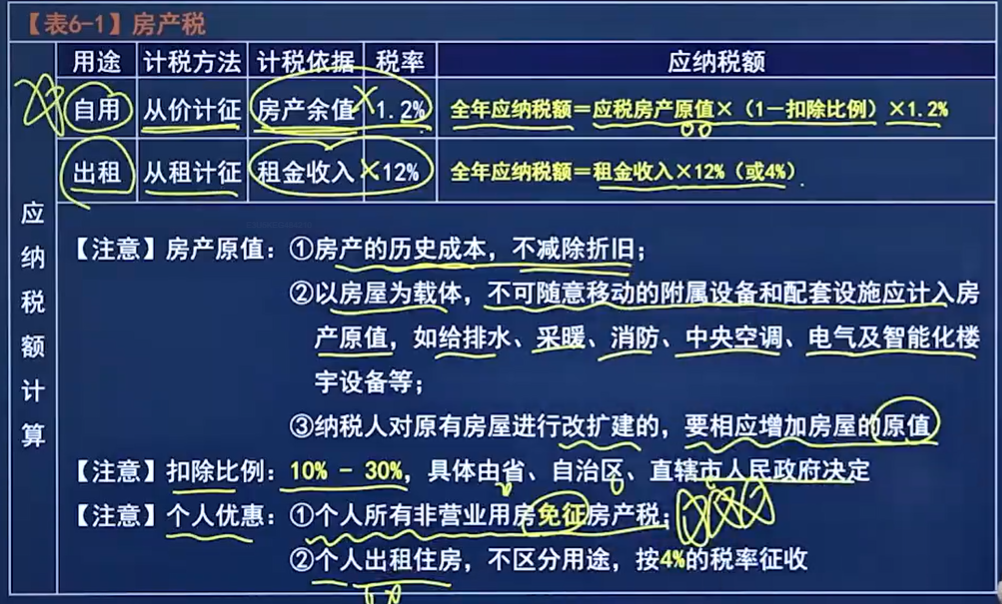 【表6-1】房产税
用途 计税方法 计税依据 税率 应纳税额
自用 从价计征 房产余值 × 1.2% 全年应纳税额＝应税房产原值×（1－扣除比例）×1.2%
出租 从租计征 租金收入 × 12% 全年应纳税额＝租金收入×12%（或4%）
应纳税额计算
【注意】房产原值：①房产的历史成本，不减除折旧；
②以房屋为载体，不可随意移动的附属设备和配套设施应计入房
产原值，如给排水、采暖、消防、中央空调、电气及智能化楼
宇设备等；
③纳税人对原有房屋进行改扩建的，要相应增加房屋的原值
【注意】扣除比例：10% - 30%，具体由省、自治区、直辖市人民政府决定
【注意】个人优惠：①个人所有非营业用房免征房产税；
②个人出租住房，不区分用途，按4%的税率征收